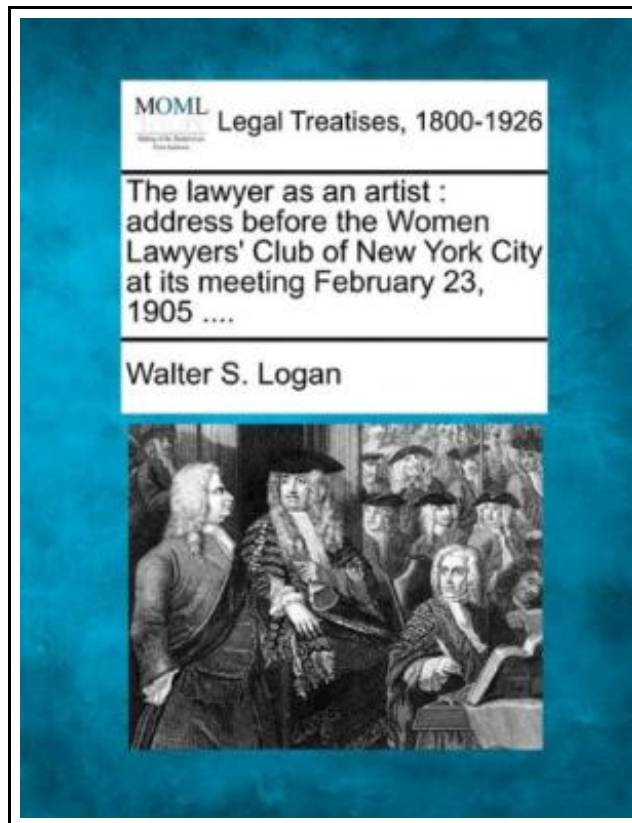 MOML
Legal Treatises, 1800-1926
The lawyer as an artist :
address before the Women
Lawyers' Club of New York City
at its meeting February 23,
1905 ....
Walter S. Logan